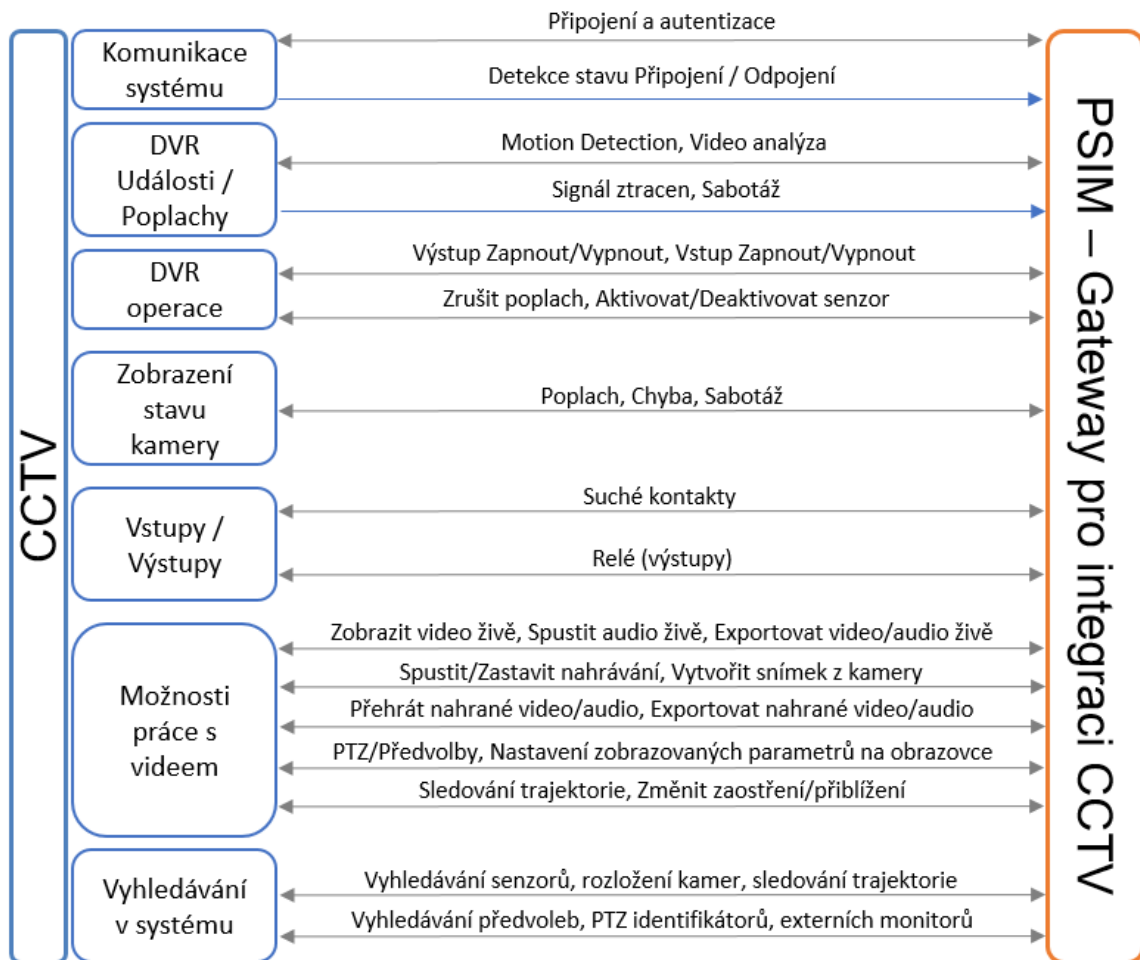 CCTV
Komunikace
systému
Připojení a autentizace
Detekce stavu Připojení / Odpojení
DVR
Události /
Poplachy
Motion Detection, Video analýza
Signál ztracen, Sabotáž
DVR
operace
Výstup Zapnout/Vypnout, Vstup Zapnout/Vypnout
Zrušit poplach, Aktivovat/Deaktivovat senzor
Zobrazení
stavu
kamery
Poplach, Chyba, Sabotáž
Vstupy /
Výstupy
Suché kontakty
Relé (výstupy)
Možnosti
práce s
videem
Zobrazit video živě, Spustit audio živě, Exportovat video/audio živě
Spustit/Zastavit nahrávání, Vytvořit snímek z kamery
Přehrát nahrané video/audio, Exportovat nahrané video/audio
PTZ/Předvolby, Nastavení zobrazovaných parametrů na obrazovce
Sledování trajektorie, Změnit zaostření/přiblížení
Vyhledávání
v systému
Vyhledávání senzorů, rozložení kamer, sledování trajektorie
Vyhledávání předvoleb, PTZ identifikátorů, externích monitorů
PSIM – Gateway pro integraci CCTV